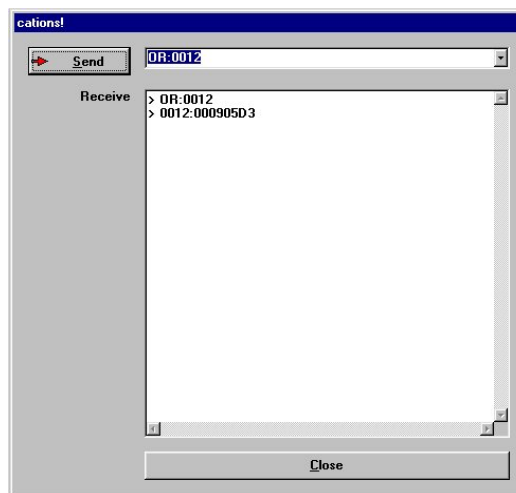 cations!
Send
OR:0012
Receive
> OR:0012
> 0012:000905D3
Close